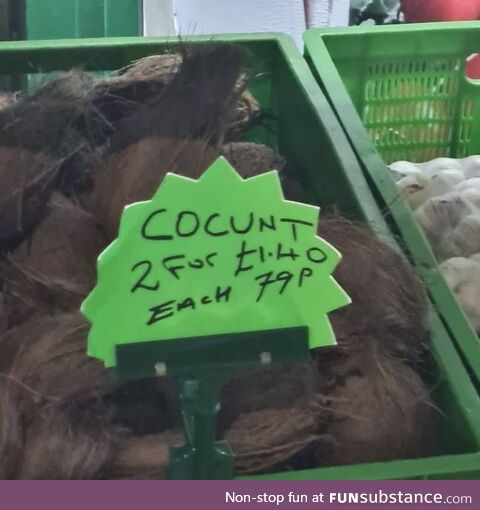 COCUNT
2 For £1.40
EACH 79P
Non-stop fun at FUNsubstance.com